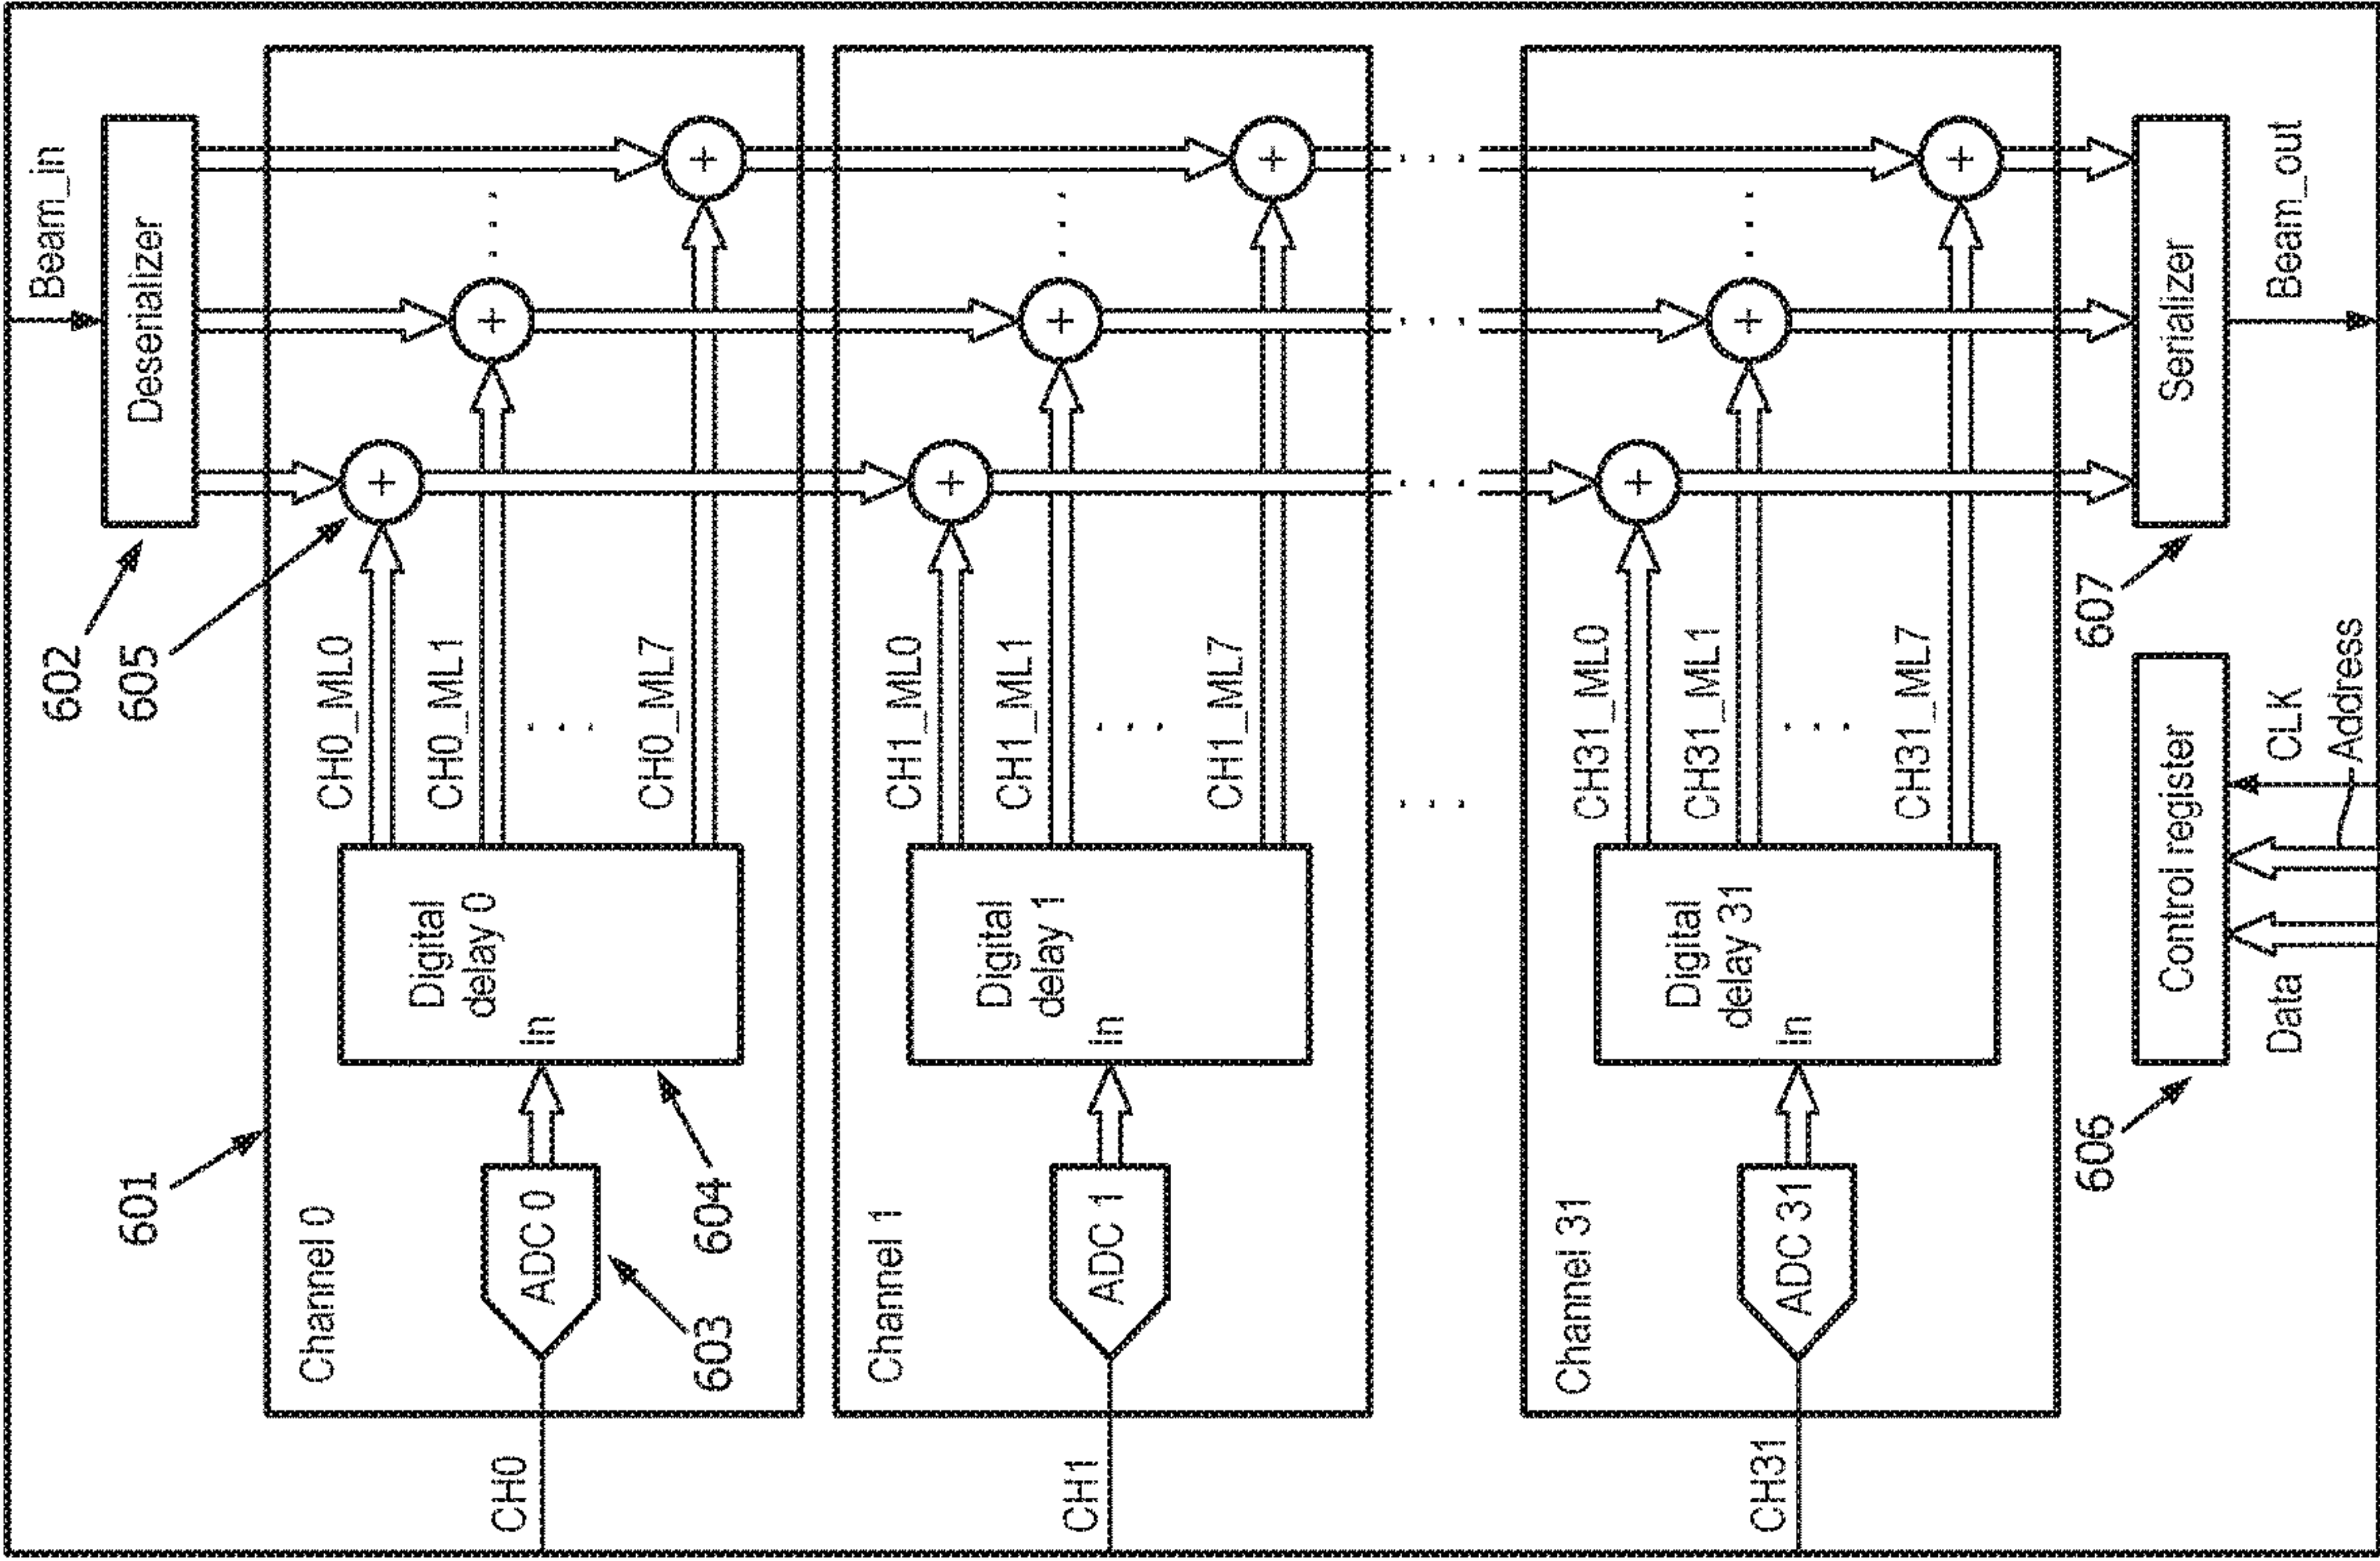 Beam_in
602
Deserializer
605
601
Channel 0
CH0
ADC 0
603
604
Digital
delay 0
In
CH0_ML0
CH0_ML1
. . .
CH0_ML7
+
+
. . .
+
Channel 1
CH1
ADC 1
Digital
delay 1
In
CH1_ML0
CH1_ML1
. . .
CH1_ML7
+
+
. . .
+
. . .
. . .
. . .
. . .
Channel 31
CH31
ADC 31
Digital
delay 31
In
CH31_ML0
CH31_ML1
. . .
CH31_ML7
+
+
. . .
+
606
Control register
Data
CLK
Address
607
Serializer
Beam_out